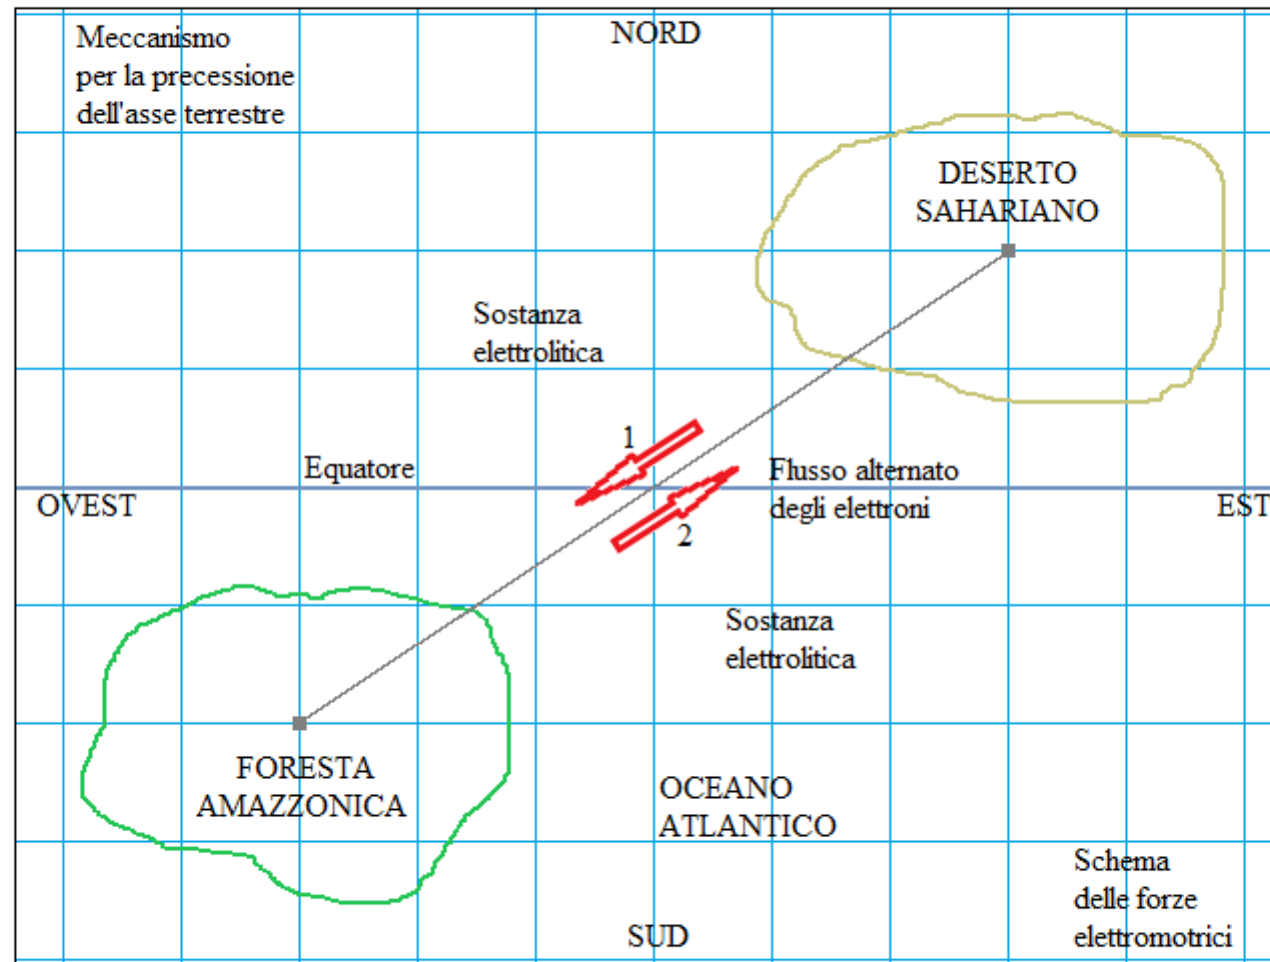 Meccanismo
per la precessione
dell'asse terrestre
NORD
DESERTO
SAHARIANO
Sostanza
elettrolitica
1
Equatore
Flusso alternato
degli elettroni
OVEST
EST
2
Sostanza
elettrolitica
FORESTA
AMAZZONICA
OCEANO
ATLANTICO
Schema
delle forze
elettromotrici
SUD